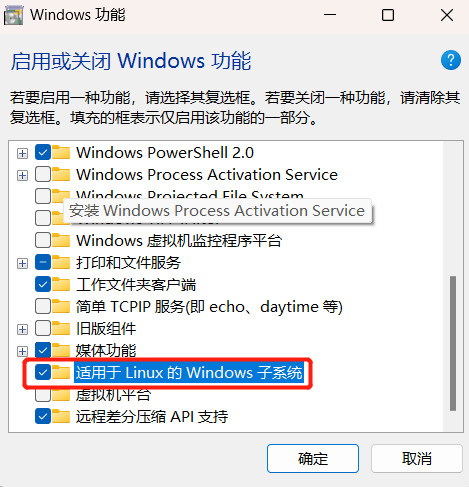 Windows 功能
启用或关闭 Windows 功能
若要启用一种功能，请选择其复选框。若要关闭一种功能，请清除其
复选框。填充的框表示仅启用该功能的一部分。
Windows PowerShell 2.0
Windows Process Activation Service
Windows Projected File System
安装 Windows Process Activation Service
Windows 虚拟机监控程序平台
打印和文件服务
工作文件夹客户端
简单 TCPIP 服务(即 echo、daytime 等)
旧版组件
媒体功能
适用于 Linux 的 Windows 子系统
虚拟机平台
远程差分压缩 API 支持
确定
取消